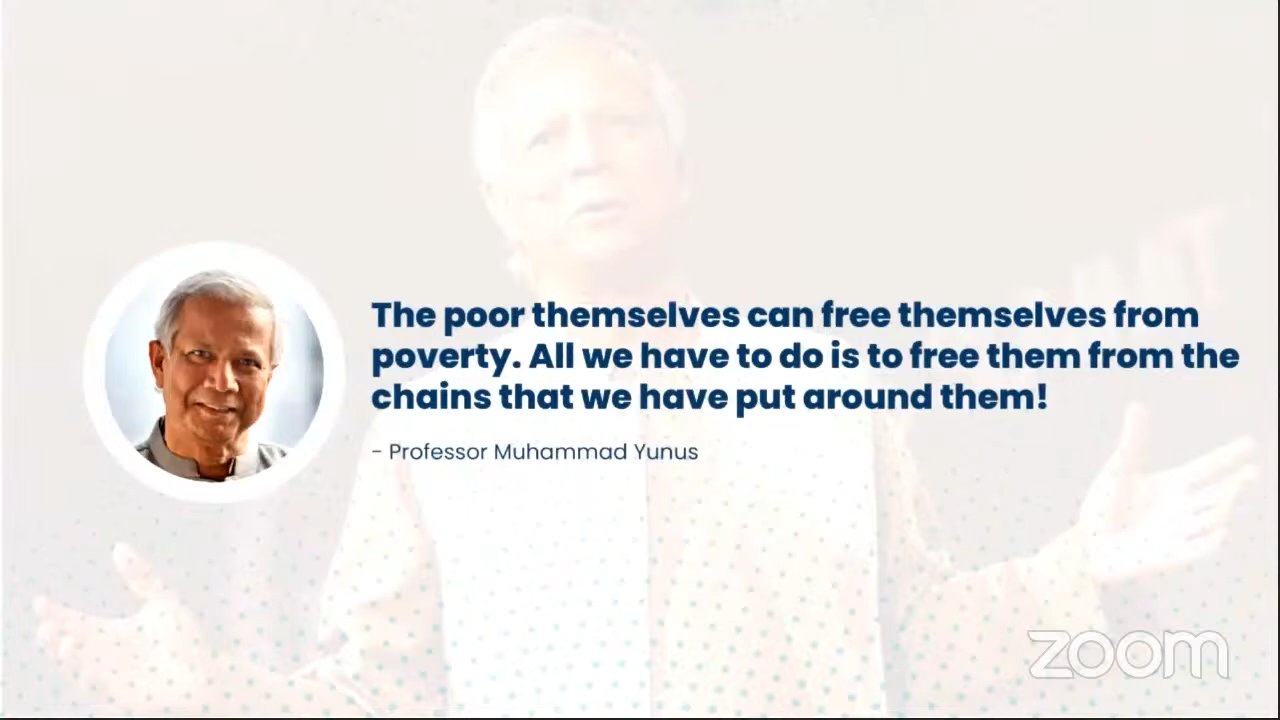 The poor themselves can free themselves from
poverty. All we have to do is to free them from the
chains that we have put around them!
- Professor Muhammad Yunus
zoom